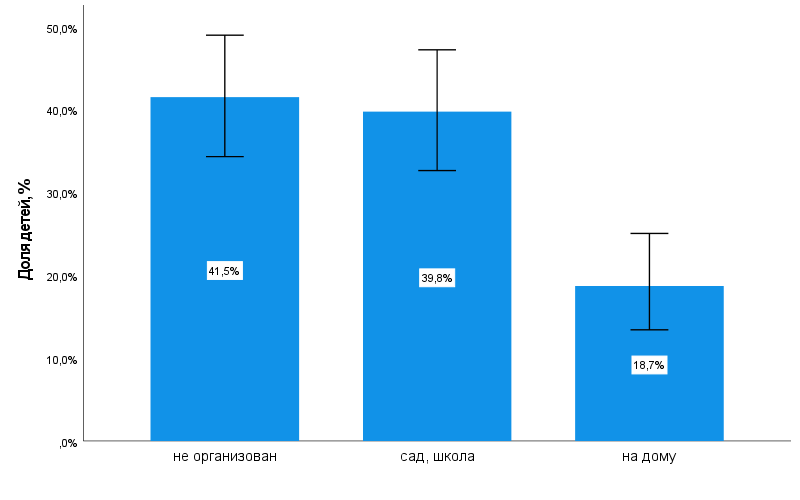 Доля детей, %
50,0%
40,0%
30,0%
20,0%
10,0%
,0%
41,5%
39,8%
18,7%
не организован
сад, школа
на дому